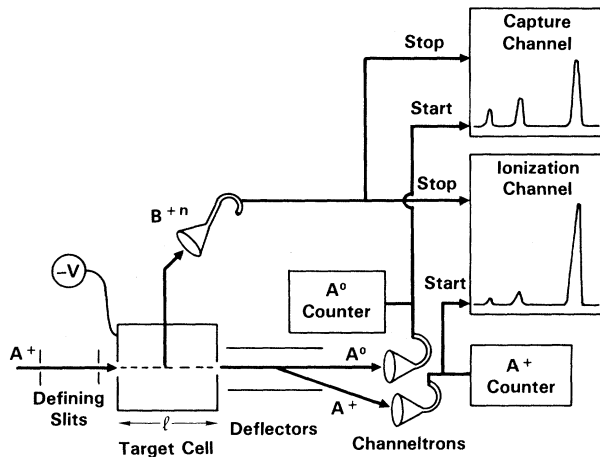 Capture
Channel
Stop
Start
Ionization
Channel
Stop
Start
B+n
−V
A⁰
Counter
A+
A⁰
A+
A+
Counter
Defining
Slits
ℓ
Target Cell
Deflectors
Channeltrons